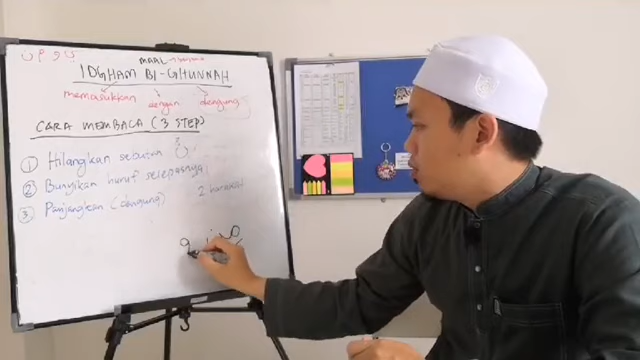 ي و م ن
IDGHAM BI-GHUNNAH
memasukkan dengan dengung
CARA MEMBACA (3 STEP)
① Hilangkan sebutan نْ
② Bunyikan huruf selepasnya
③ Panjangkan (dengung) 2 harakat